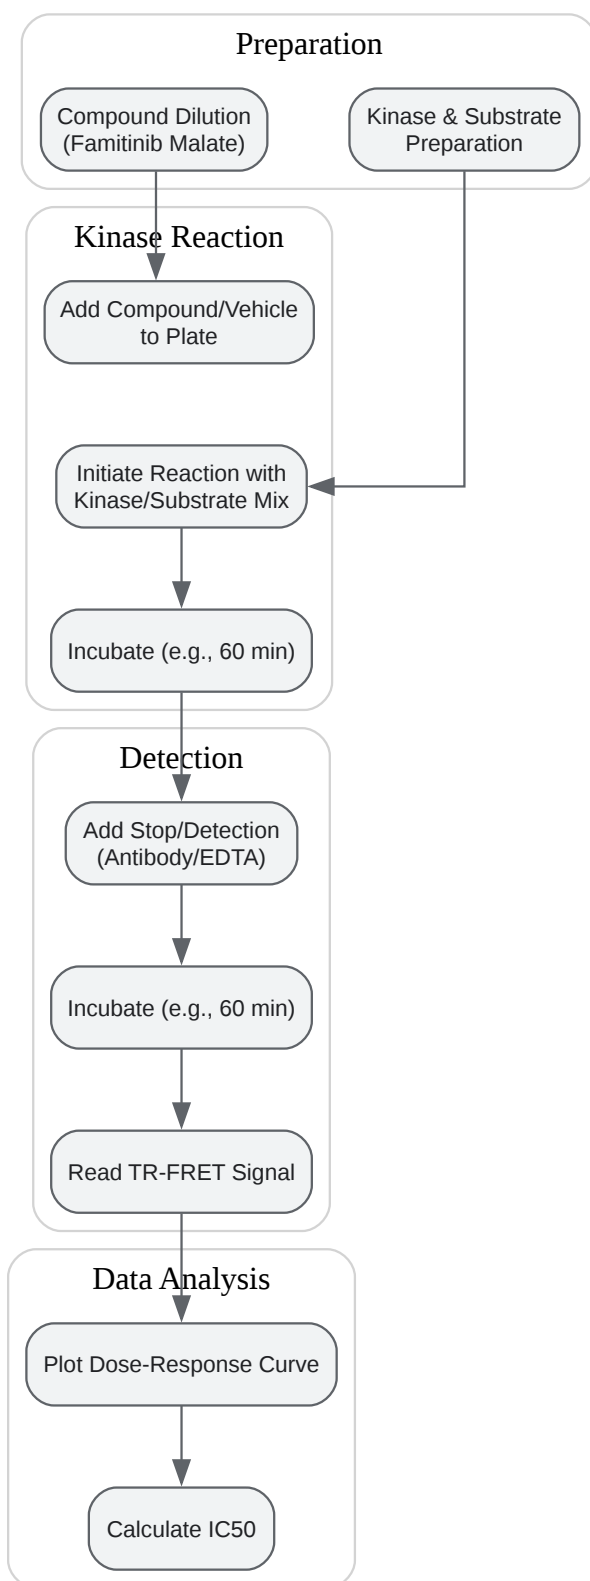 Preparation
Compound Dilution
(Famitinib Malate)
Kinase & Substrate
Preparation
Kinase Reaction
Add Compound/Vehicle
to Plate
Initiate Reaction with
Kinase/Substrate Mix
Incubate (e.g., 60 min)
Detection
Add Stop/Detection
(Antibody/EDTA)
Incubate (e.g., 60 min)
Read TR-FRET Signal
Data Analysis
Plot Dose-Response Curve
Calculate IC50